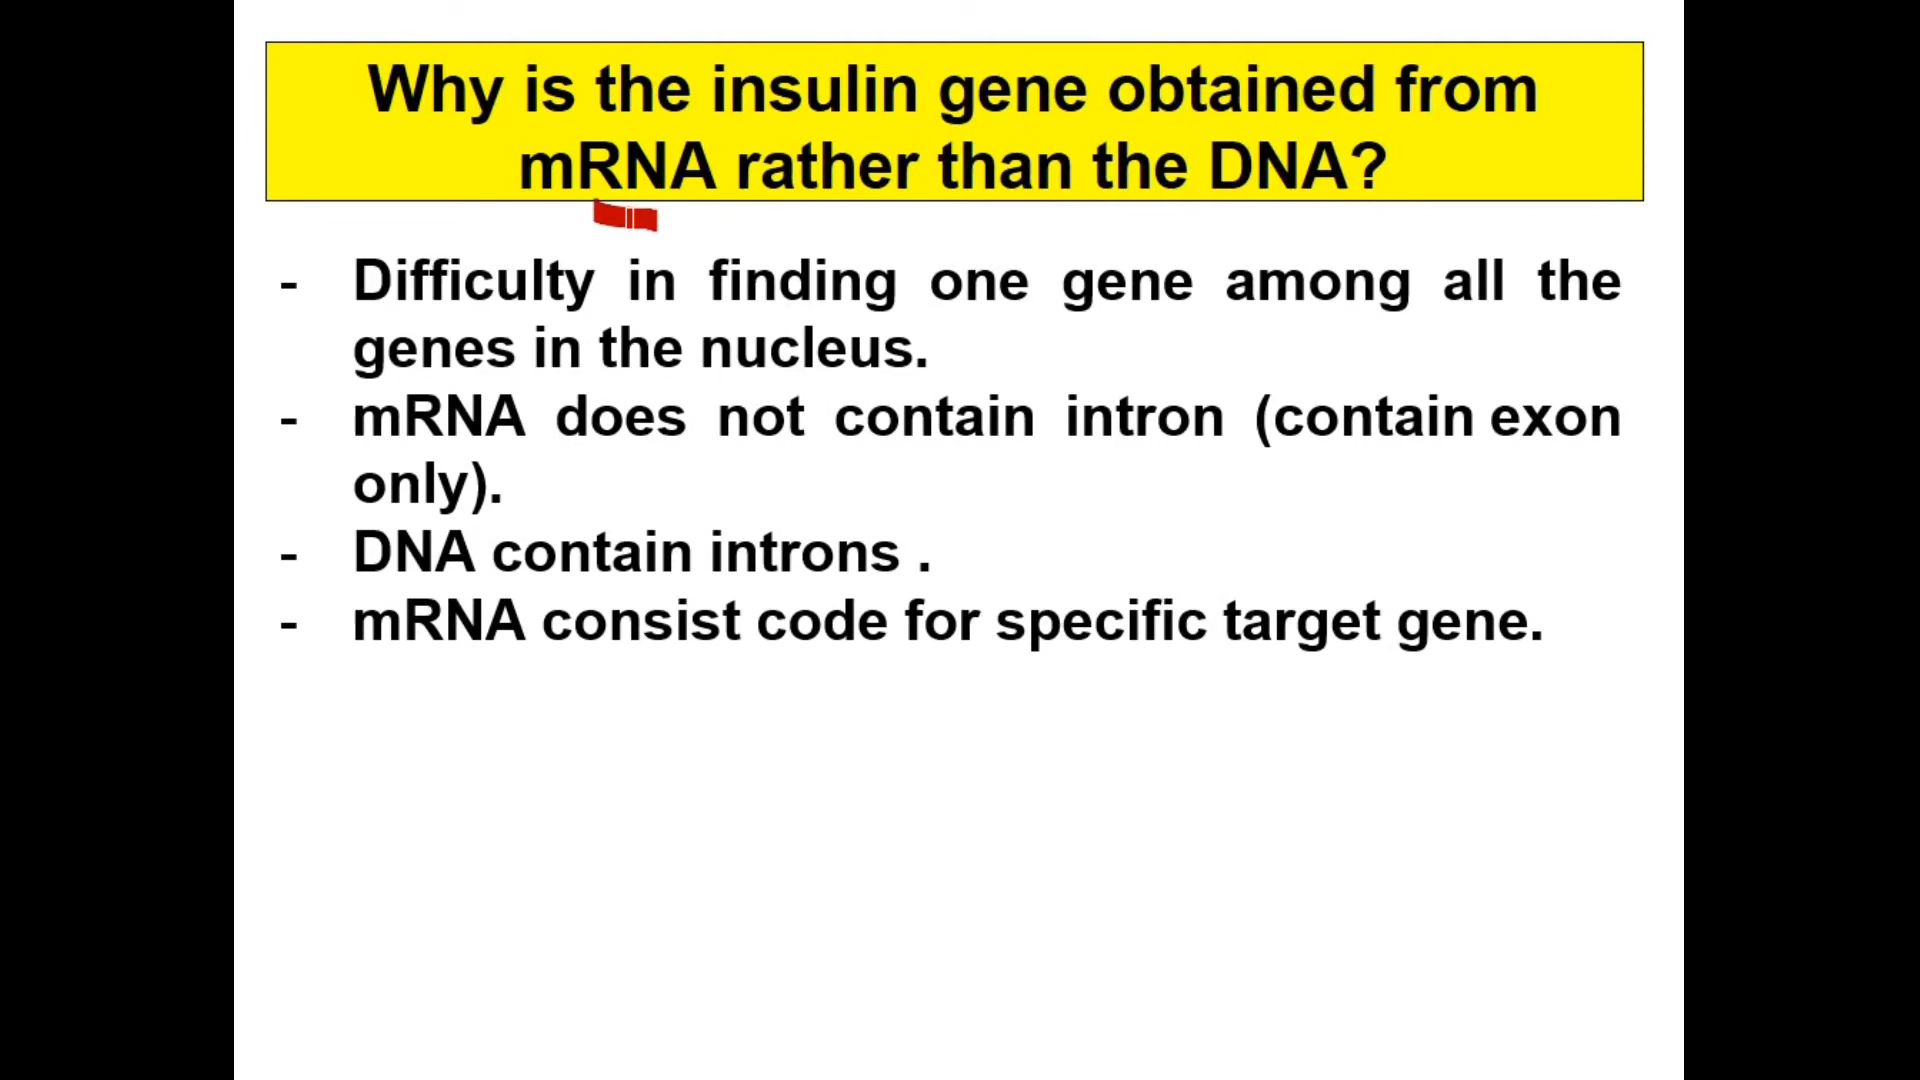 Why is the insulin gene obtained from
mRNA rather than the DNA?
- Difficulty in finding one gene among all the
genes in the nucleus.
- mRNA does not contain intron (contain exon
only).
- DNA contain introns .
- mRNA consist code for specific target gene.